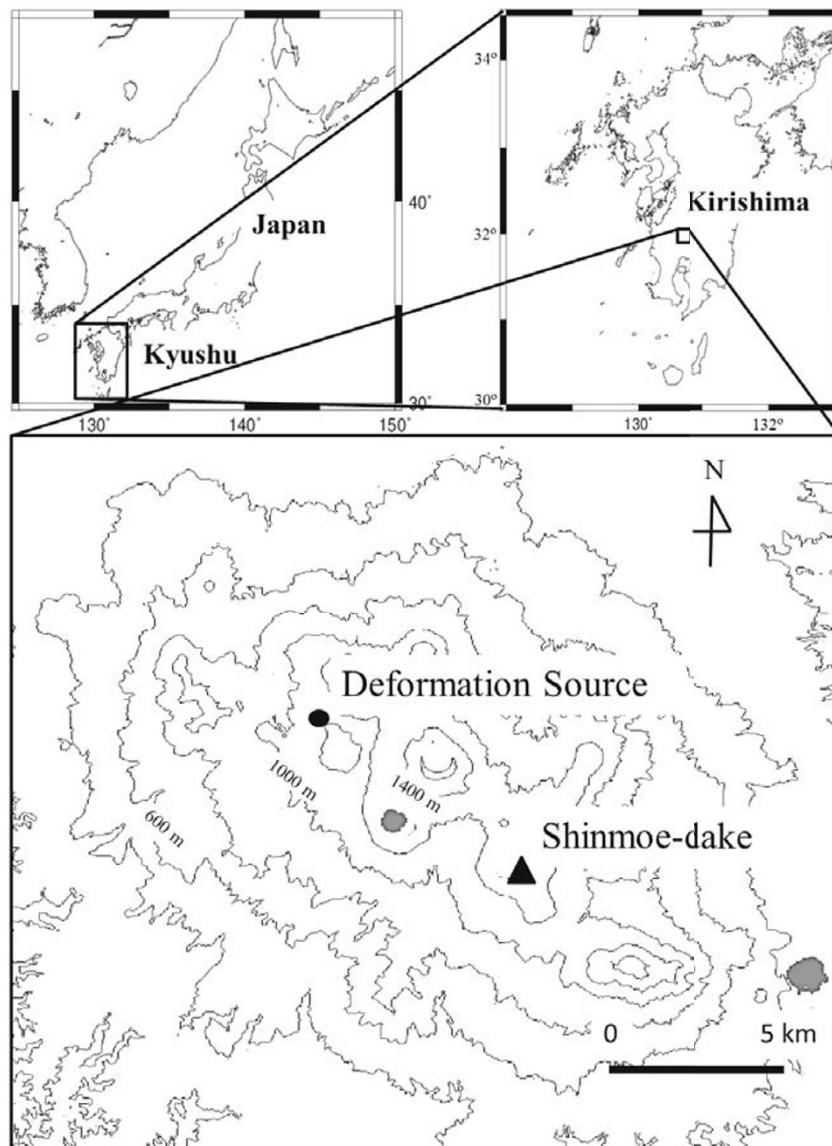 34°
Japan
40°
Kirishima
32°
Kyushu
30°
30°
130°
140°
150°
130°
132°
N
Deformation Source
1000 m
1400 m
600 m
Shinmoe-dake
0
5 km